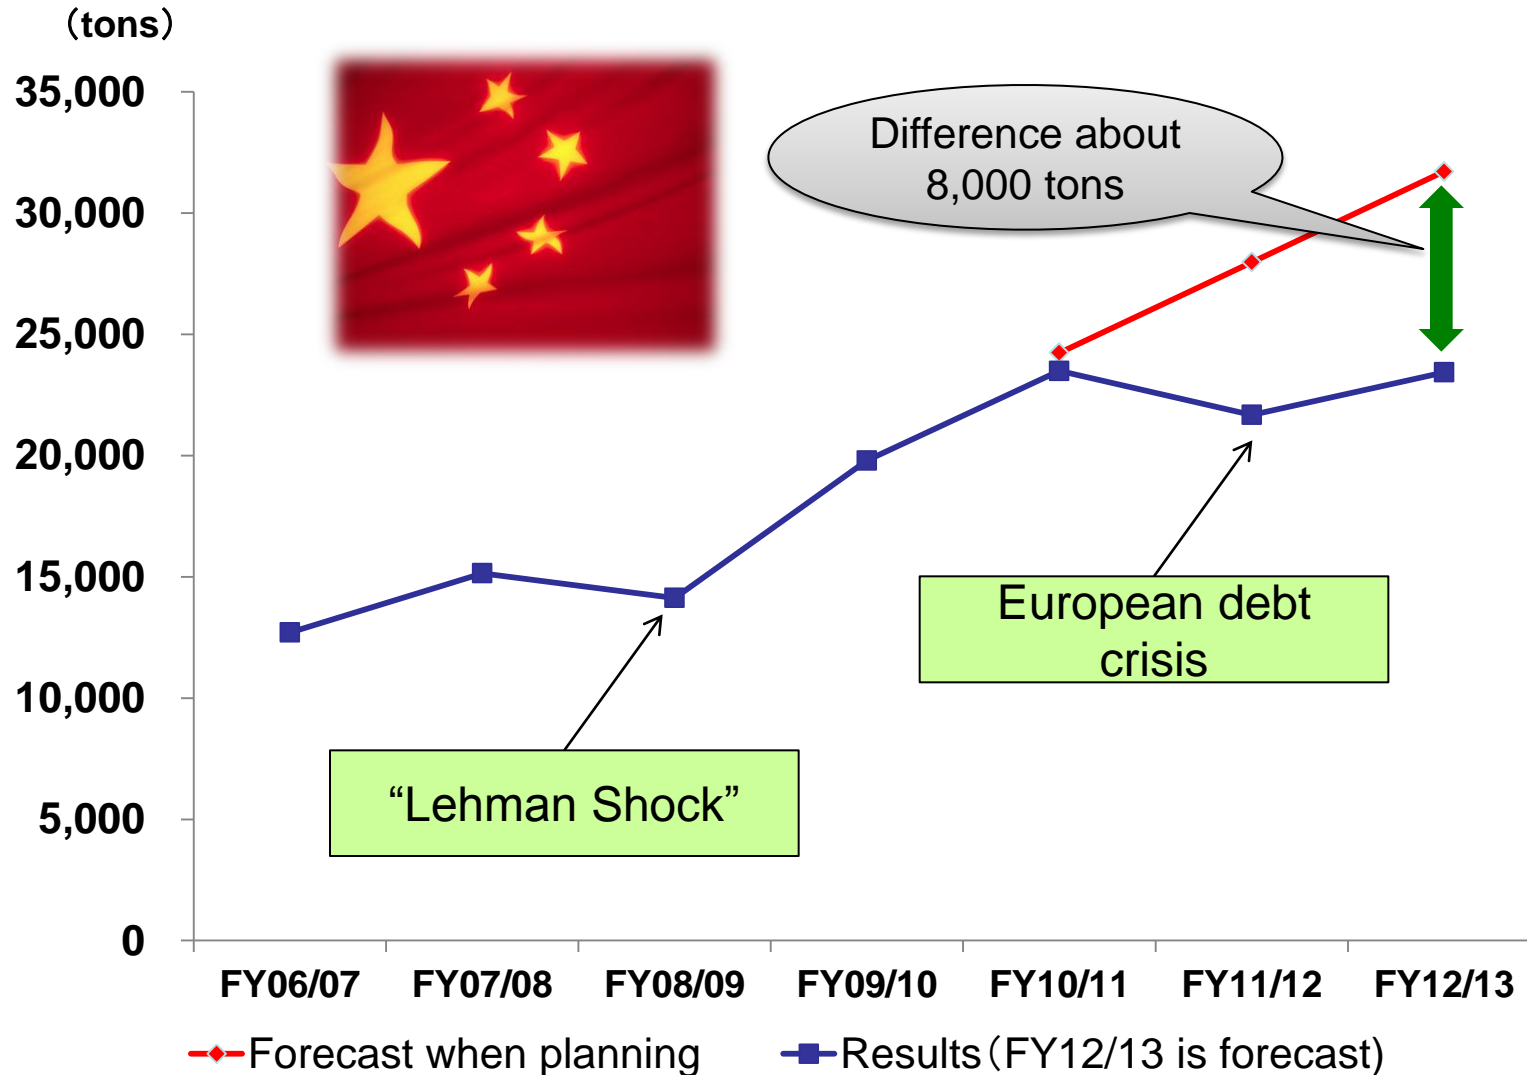 （tons）
35,000
30,000
25,000
20,000
15,000
10,000
5,000
0
Difference about
8,000 tons
European debt
crisis
“Lehman Shock”
FY06/07 FY07/08 FY08/09 FY09/10 FY10/11 FY11/12 FY12/13
Forecast when planning Results（FY12/13 is forecast)